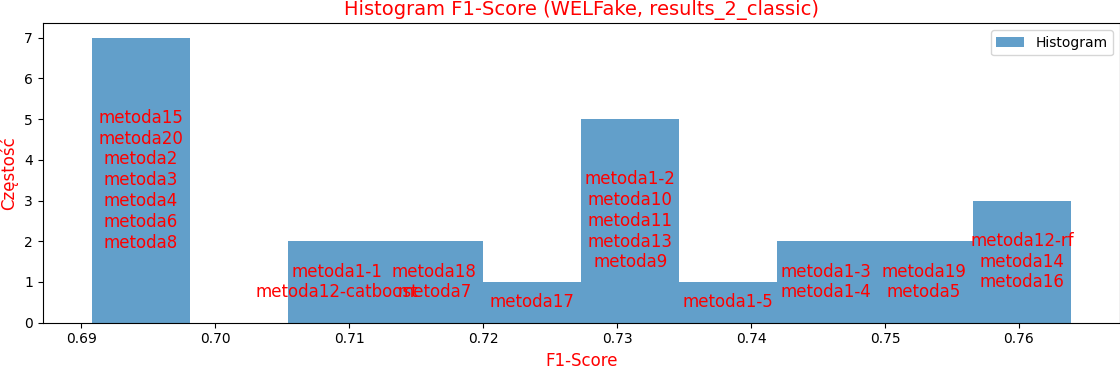 Histogram F1-Score (WELFake, results_2_classic)
Histogram
Częstość
7
6
5
4
3
2
1
0
metoda15
metoda20
metoda2
metoda3
metoda4
metoda6
metoda8
metoda1-1
metoda12-catboost
metoda18
metoda7
metoda17
metoda1-2
metoda10
metoda11
metoda13
metoda9
metoda1-5
metoda1-3
metoda1-4
metoda19
metoda5
metoda12-rf
metoda14
metoda16
0.69 0.70 0.71 0.72 0.73 0.74 0.75 0.76
F1-Score